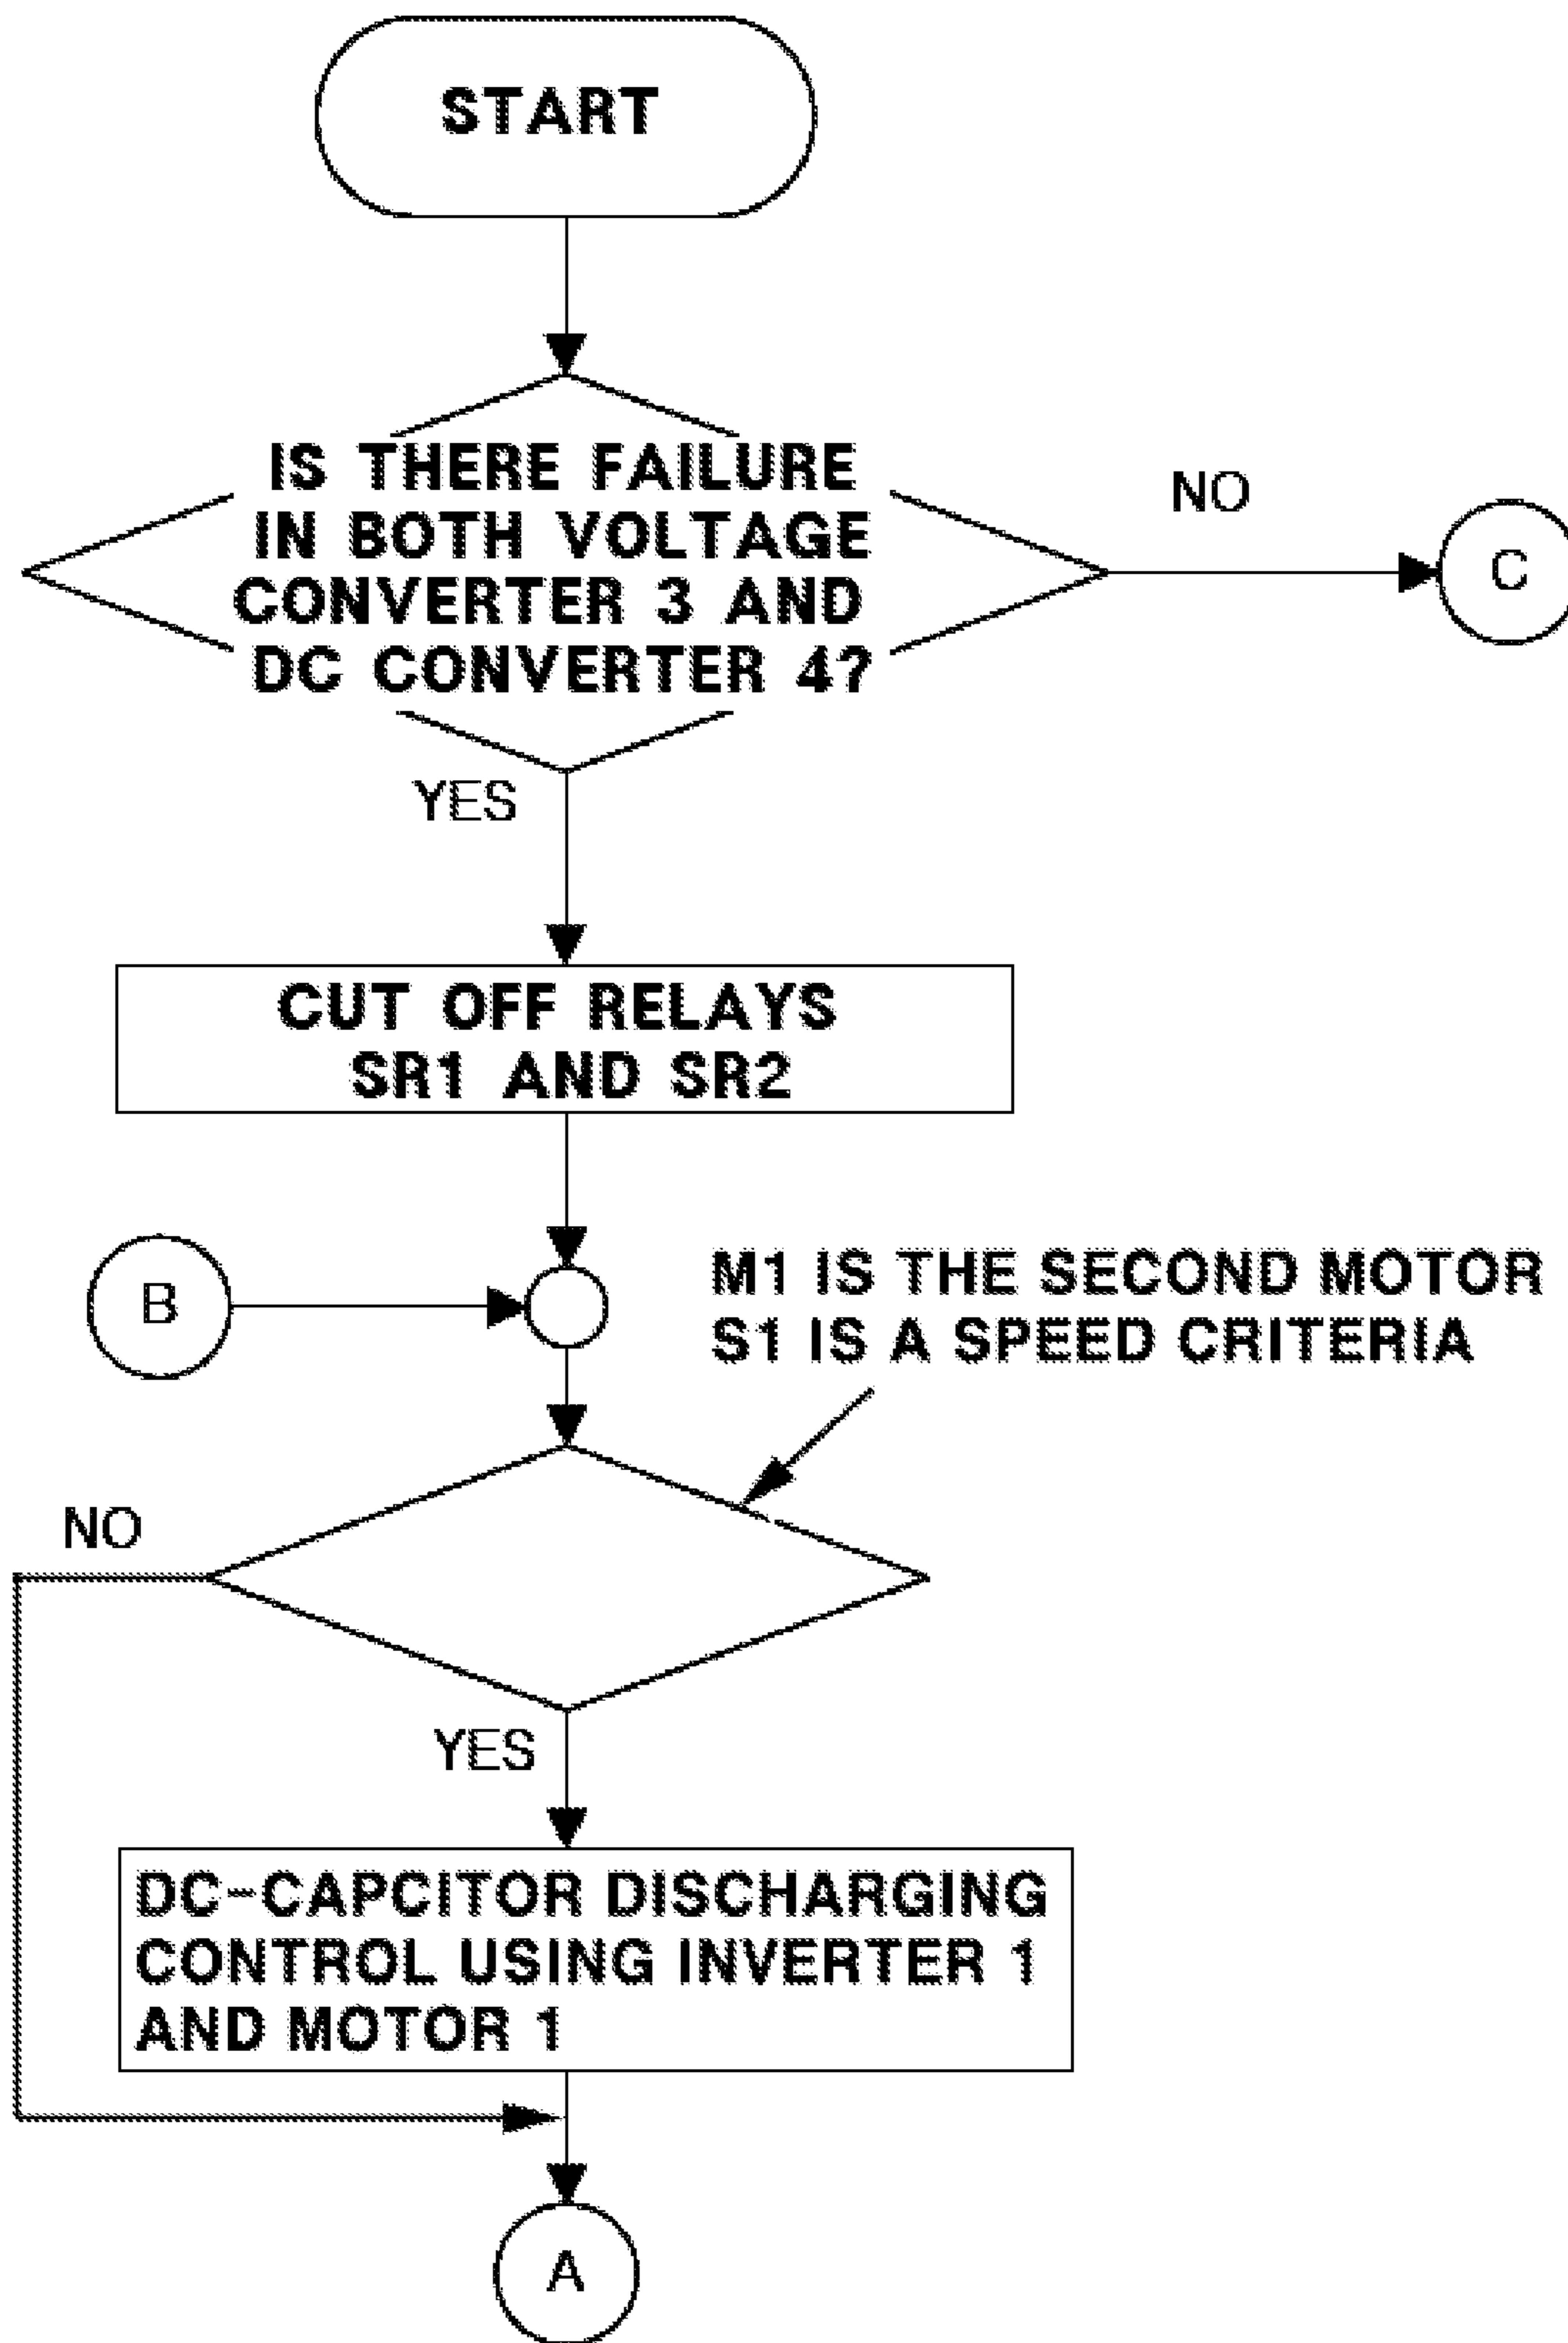 START
IS THERE FAILURE
IN BOTH VOLTAGE
CONVERTER 3 AND
DC CONVERTER 4?
NO
C
YES
CUT OFF RELAYS
SR1 AND SR2
B
M1 IS THE SECOND MOTOR
S1 IS A SPEED CRITERIA
NO
YES
DC-CAPCITOR DISCHARGING
CONTROL USING INVERTER 1
AND MOTOR 1
A